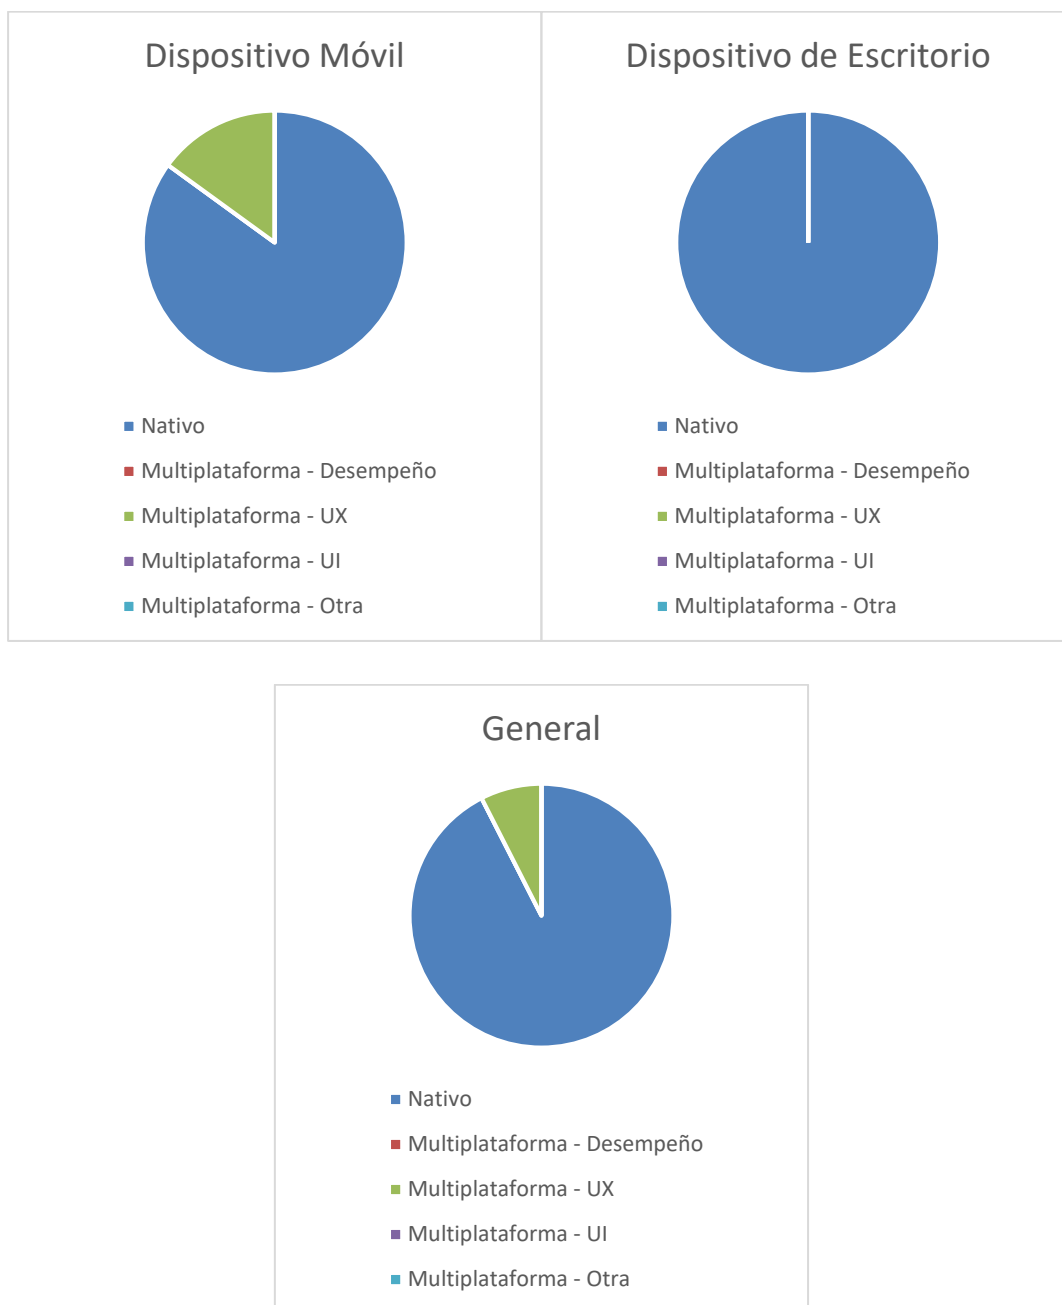 Dispositivo Móvil
Nativo
Multiplataforma - Desempeño
Multiplataforma - UX
Multiplataforma - UI
Multiplataforma - Otra
Dispositivo de Escritorio
Nativo
Multiplataforma - Desempeño
Multiplataforma - UX
Multiplataforma - UI
Multiplataforma - Otra
General
Nativo
Multiplataforma - Desempeño
Multiplataforma - UX
Multiplataforma - UI
Multiplataforma - Otra